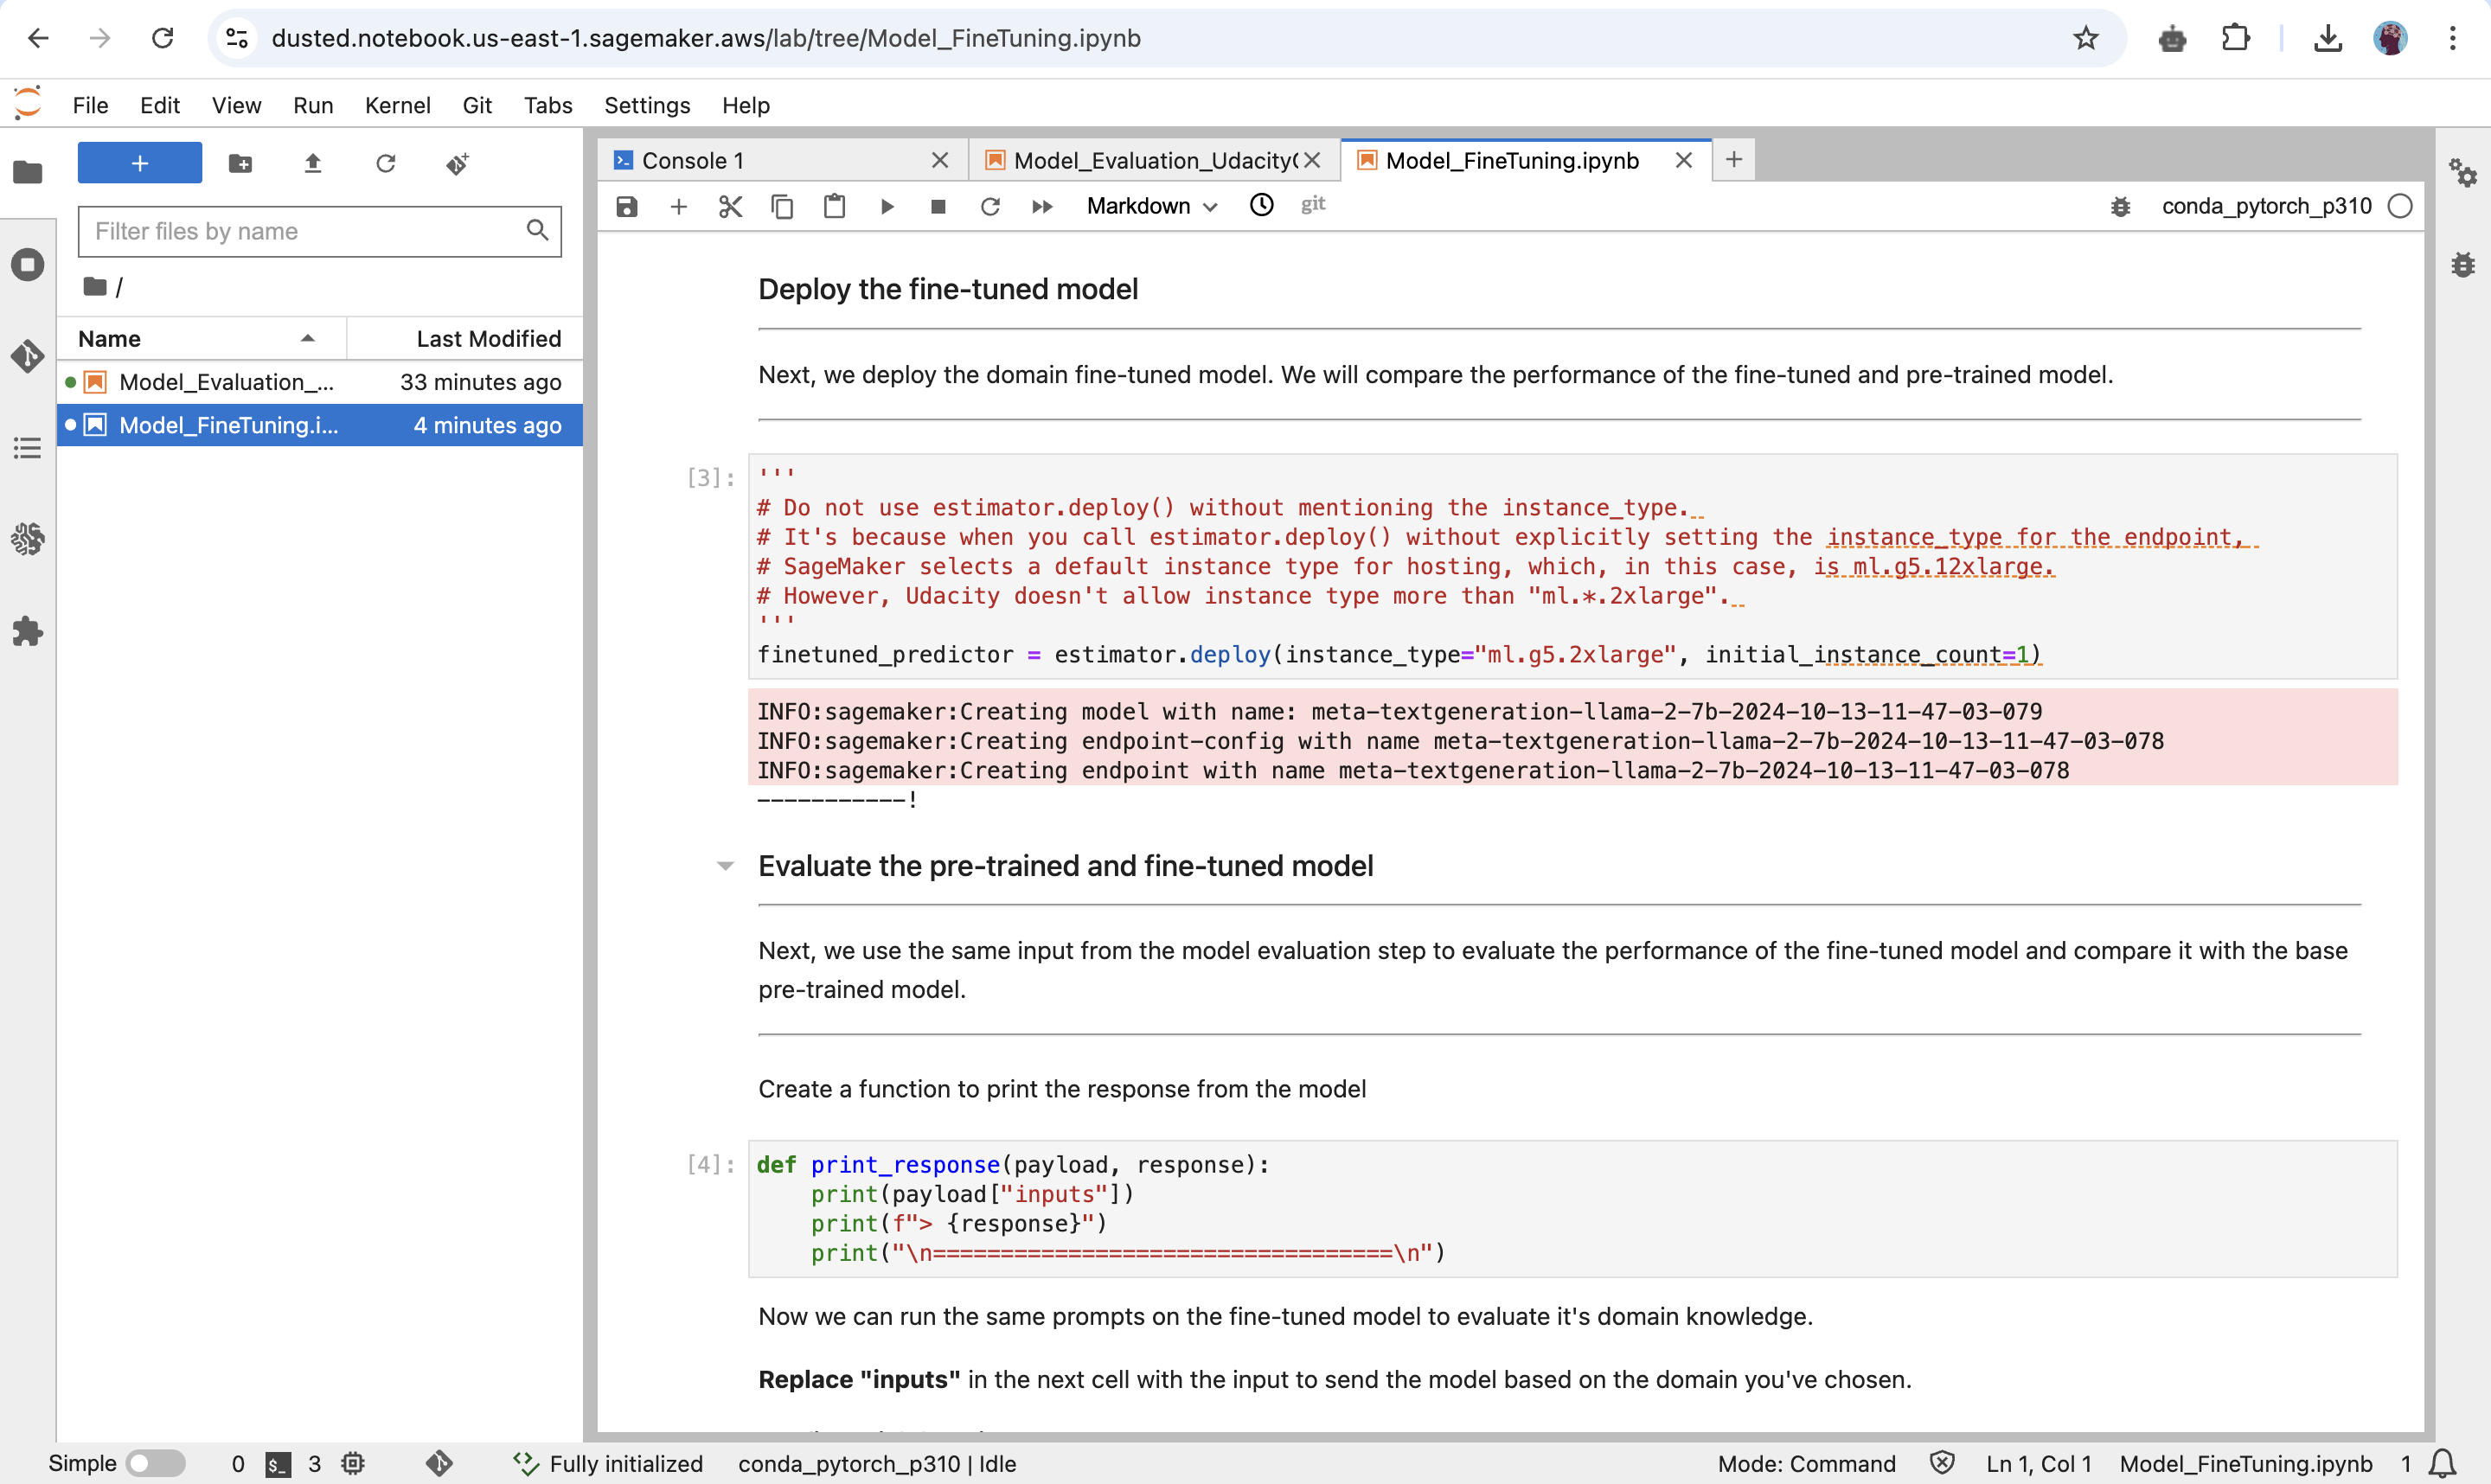 dusted.notebook.us-east-1.sagemaker.aws/lab/tree/Model_FineTuning.ipynb
File Edit View Run Kernel Git Tabs Settings Help
+
Filter files by name
/
Name Last Modified
Model_Evaluation_... 33 minutes ago
Model_FineTuning.i... 4 minutes ago
Console 1
Model_Evaluation_Udacity(
Model_FineTuning.ipynb
Markdown
git
conda_pytorch_p310
Deploy the fine-tuned model
Next, we deploy the domain fine-tuned model. We will compare the performance of the fine-tuned and pre-trained model.
[3]:
'''
# Do not use estimator.deploy() without mentioning the instance_type.
# It's because when you call estimator.deploy() without explicitly setting the instance_type for the endpoint,
# SageMaker selects a default instance type for hosting, which, in this case, is ml.g5.12xlarge.
# However, Udacity doesn't allow instance type more than "ml.*.2xlarge".
'''
finetuned_predictor = estimator.deploy(instance_type="ml.g5.2xlarge", initial_instance_count=1)
INFO:sagemaker:Creating model with name: meta-textgeneration-llama-2-7b-2024-10-13-11-47-03-079
INFO:sagemaker:Creating endpoint-config with name meta-textgeneration-llama-2-7b-2024-10-13-11-47-03-078
INFO:sagemaker:Creating endpoint with name meta-textgeneration-llama-2-7b-2024-10-13-11-47-03-078
-----------!
Evaluate the pre-trained and fine-tuned model
Next, we use the same input from the model evaluation step to evaluate the performance of the fine-tuned model and compare it with the base
pre-trained model.
Create a function to print the response from the model
[4]:
def print_response(payload, response):
    print(payload["inputs"])
    print(f"> {response}")
    print("\n==================================\n")
Now we can run the same prompts on the fine-tuned model to evaluate it's domain knowledge.
Replace "inputs" in the next cell with the input to send the model based on the domain you've chosen.
Simple 0 $_ 3 Fully initialized conda_pytorch_p310 | Idle Mode: Command Ln 1, Col 1 Model_FineTuning.ipynb 1